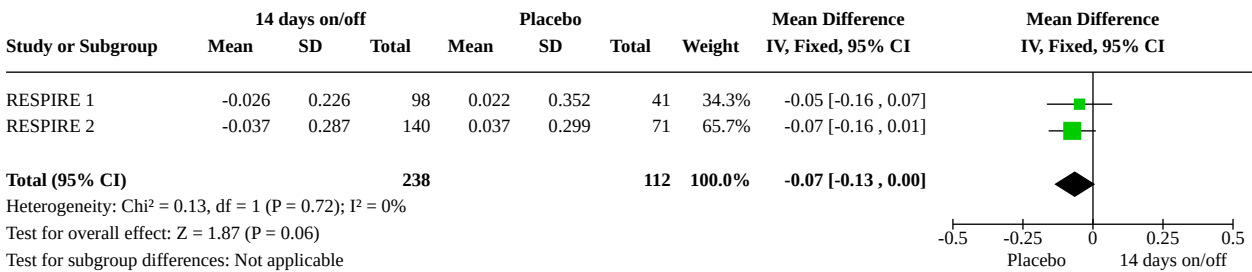 14 days on/off Placebo Mean Difference Mean Difference
Study or Subgroup Mean SD Total Mean SD Total Weight IV, Fixed, 95% CI IV, Fixed, 95% CI
RESPIRE 1 -0.026 0.226 98 0.022 0.352 41 34.3% -0.05 [-0.16 , 0.07]
RESPIRE 2 -0.037 0.287 140 0.037 0.299 71 65.7% -0.07 [-0.16 , 0.01]
Total (95% CI) 238 112 100.0% -0.07 [-0.13 , 0.00]
Heterogeneity: Chi² = 0.13, df = 1 (P = 0.72); I² = 0%
Test for overall effect: Z = 1.87 (P = 0.06)
-0.5 -0.25 0 0.25 0.5
Test for subgroup differences: Not applicable Placebo 14 days on/off